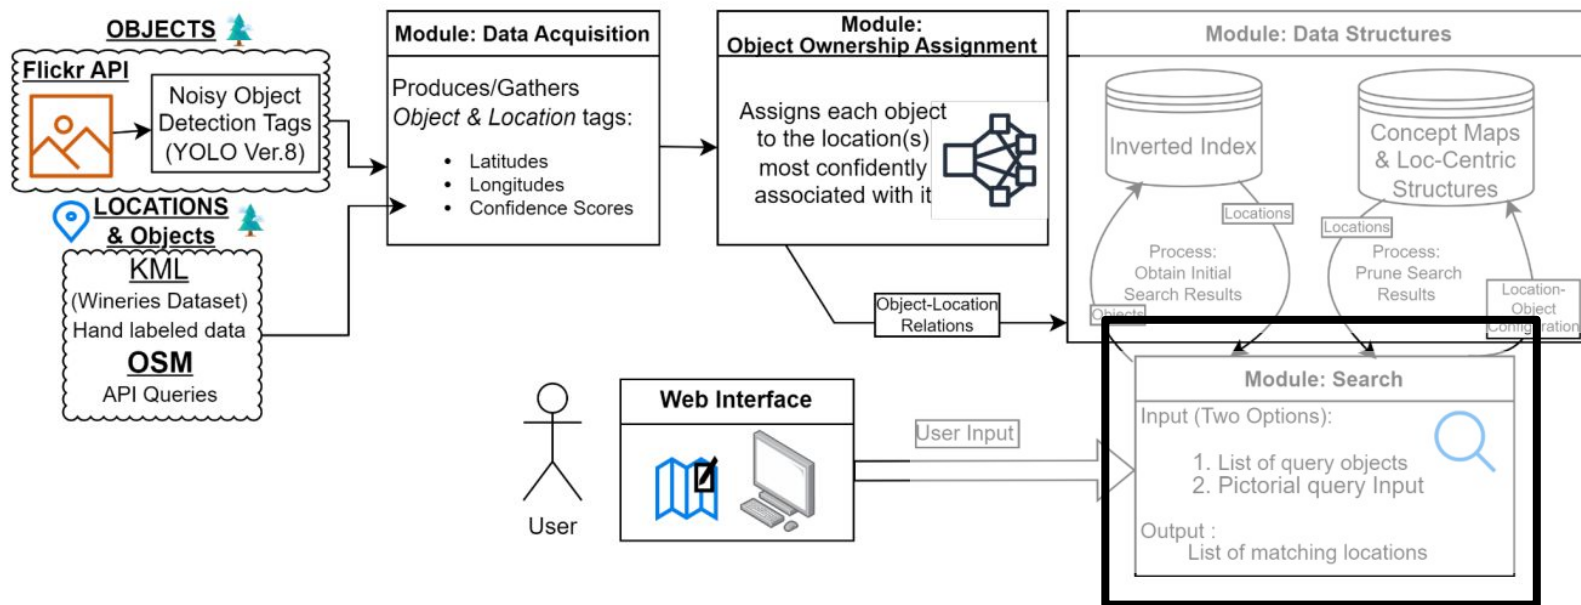 OBJECTS
Flickr API
Noisy Object
Detection Tags
(YOLO Ver.8)
LOCATIONS
& Objects
KML
(Wineries Dataset)
Hand labeled data
OSM
API Queries
Module: Data Acquisition
Produces/Gathers
Object & Location tags:
• Latitudes
• Longitudes
• Confidence Scores
Module:
Object Ownership Assignment
Assigns each object
to the location(s)
most confidently
associated with it
Object-Location
Relations
Module: Data Structures
Inverted Index
Concept Maps
& Loc-Centric
Structures
Locations
Locations
Process:
Obtain Initial
Search Results
Process:
Prune Search
Results
Objects
Location-
Object
Configuration
User
Web Interface
User Input
Module: Search
Input (Two Options):
1. List of query objects
2. Pictorial query Input
Output :
List of matching locations